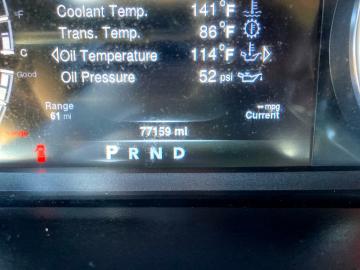 Coolant Temp. 141°F
°F
Trans. Temp. 86°F
Oil Temperature 114°F
C
Oil Pressure 52 psi
Good
Range
61 mi
-- mpg
Current
77159 mi
P R N D